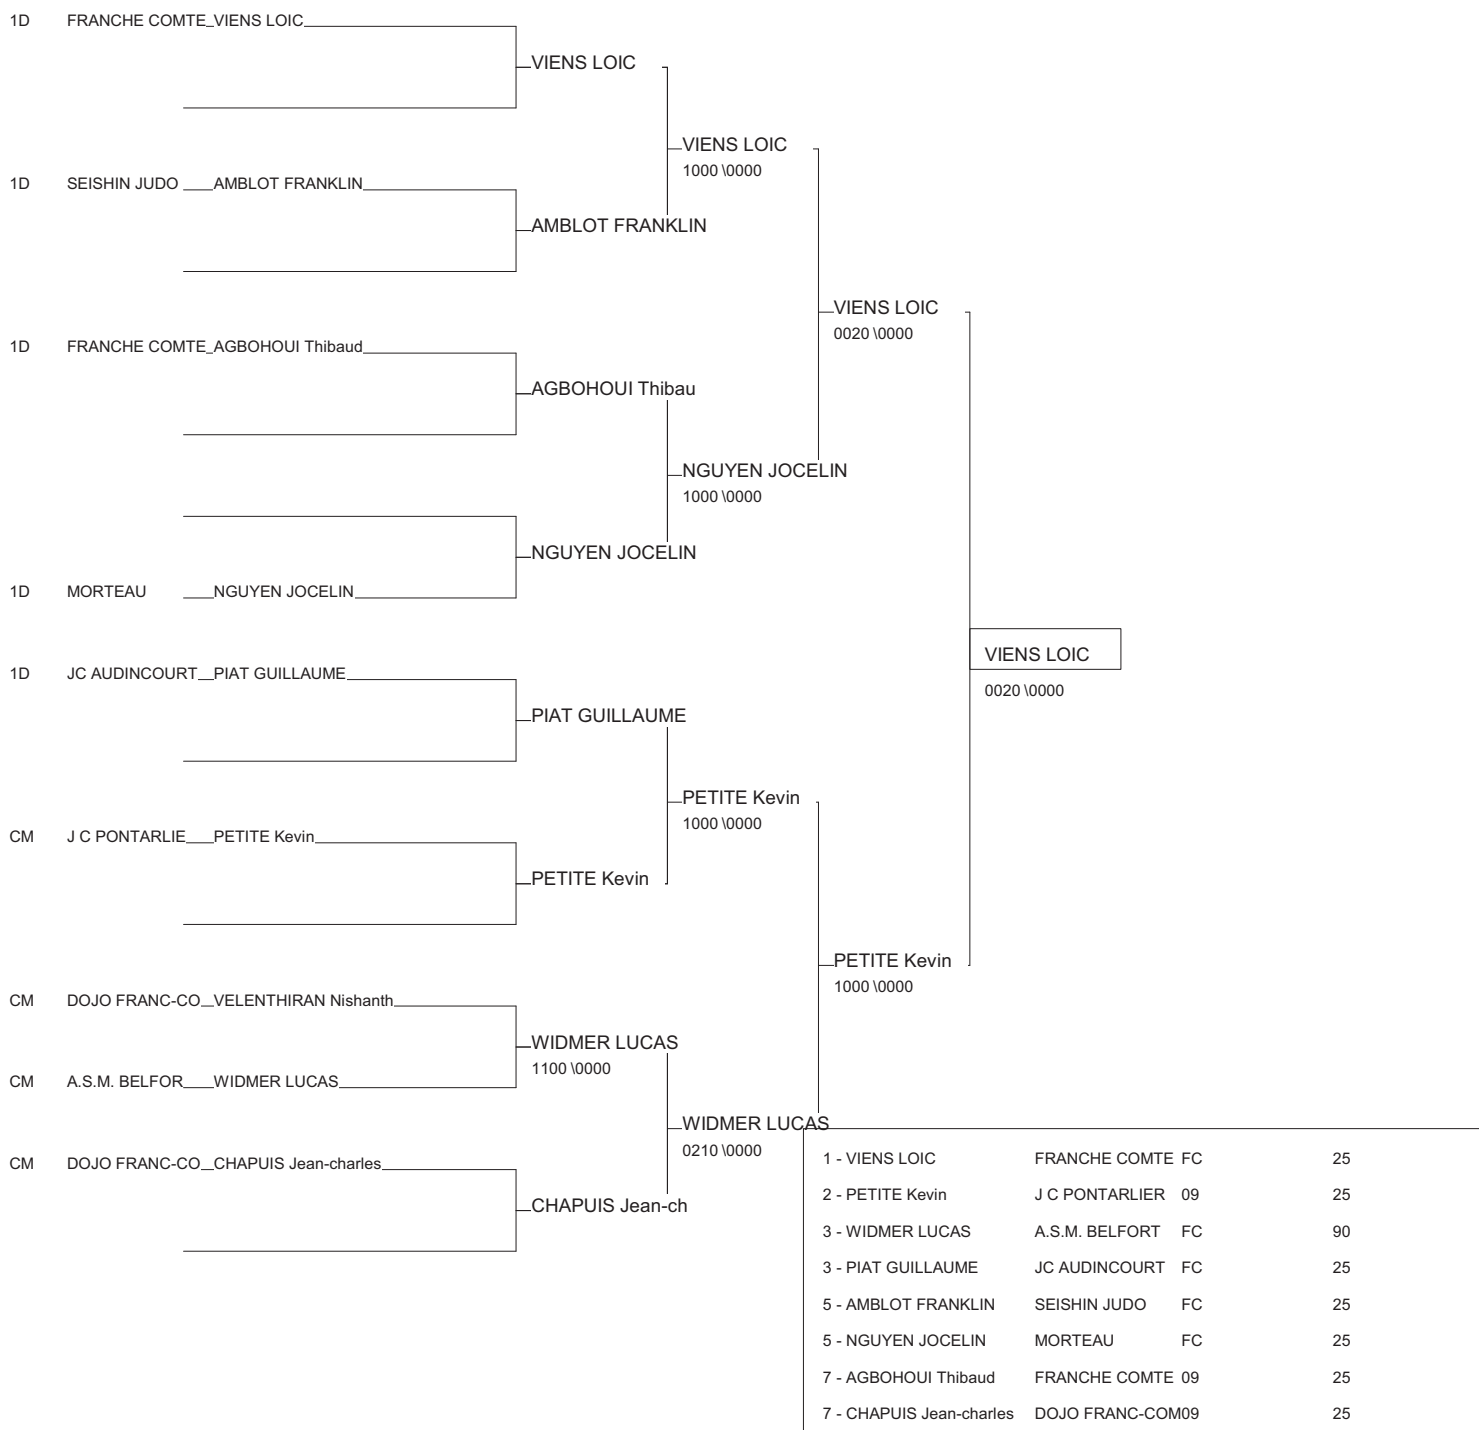 1D FRANCHE COMTE VIENS LOIC
VIENS LOIC
VIENS LOIC
1000 \0000
1D SEISHIN JUDO AMBLOT FRANKLIN
AMBLOT FRANKLIN
VIENS LOIC
0020 \0000
1D FRANCHE COMTE AGBOHOUI Thibaud
AGBOHOUI Thibau
NGUYEN JOCELIN
1000 \0000
NGUYEN JOCELIN
1D MORTEAU NGUYEN JOCELIN
VIENS LOIC
0020 \0000
1D JC AUDINCOURT PIAT GUILLAUME
PIAT GUILLAUME
PETITE Kevin
1000 \0000
CM J C PONTARLIE PETITE Kevin
PETITE Kevin
PETITE Kevin
1000 \0000
CM DOJO FRANC-CO VELENTHIRAN Nishanth
WIDMER LUCAS
1100 \0000
CM A.S.M. BELFOR WIDMER LUCAS
WIDMER LUCAS
0210 \0000
CM DOJO FRANC-CO CHAPUIS Jean-charles
CHAPUIS Jean-ch
1 - VIENS LOIC FRANCHE COMTE FC 25
2 - PETITE Kevin J C PONTARLIER 09 25
3 - WIDMER LUCAS A.S.M. BELFORT FC 90
3 - PIAT GUILLAUME JC AUDINCOURT FC 25
5 - AMBLOT FRANKLIN SEISHIN JUDO FC 25
5 - NGUYEN JOCELIN MORTEAU FC 25
7 - AGBOHOUI Thibaud FRANCHE COMTE 09 25
7 - CHAPUIS Jean-charles DOJO FRANC-COM09 25